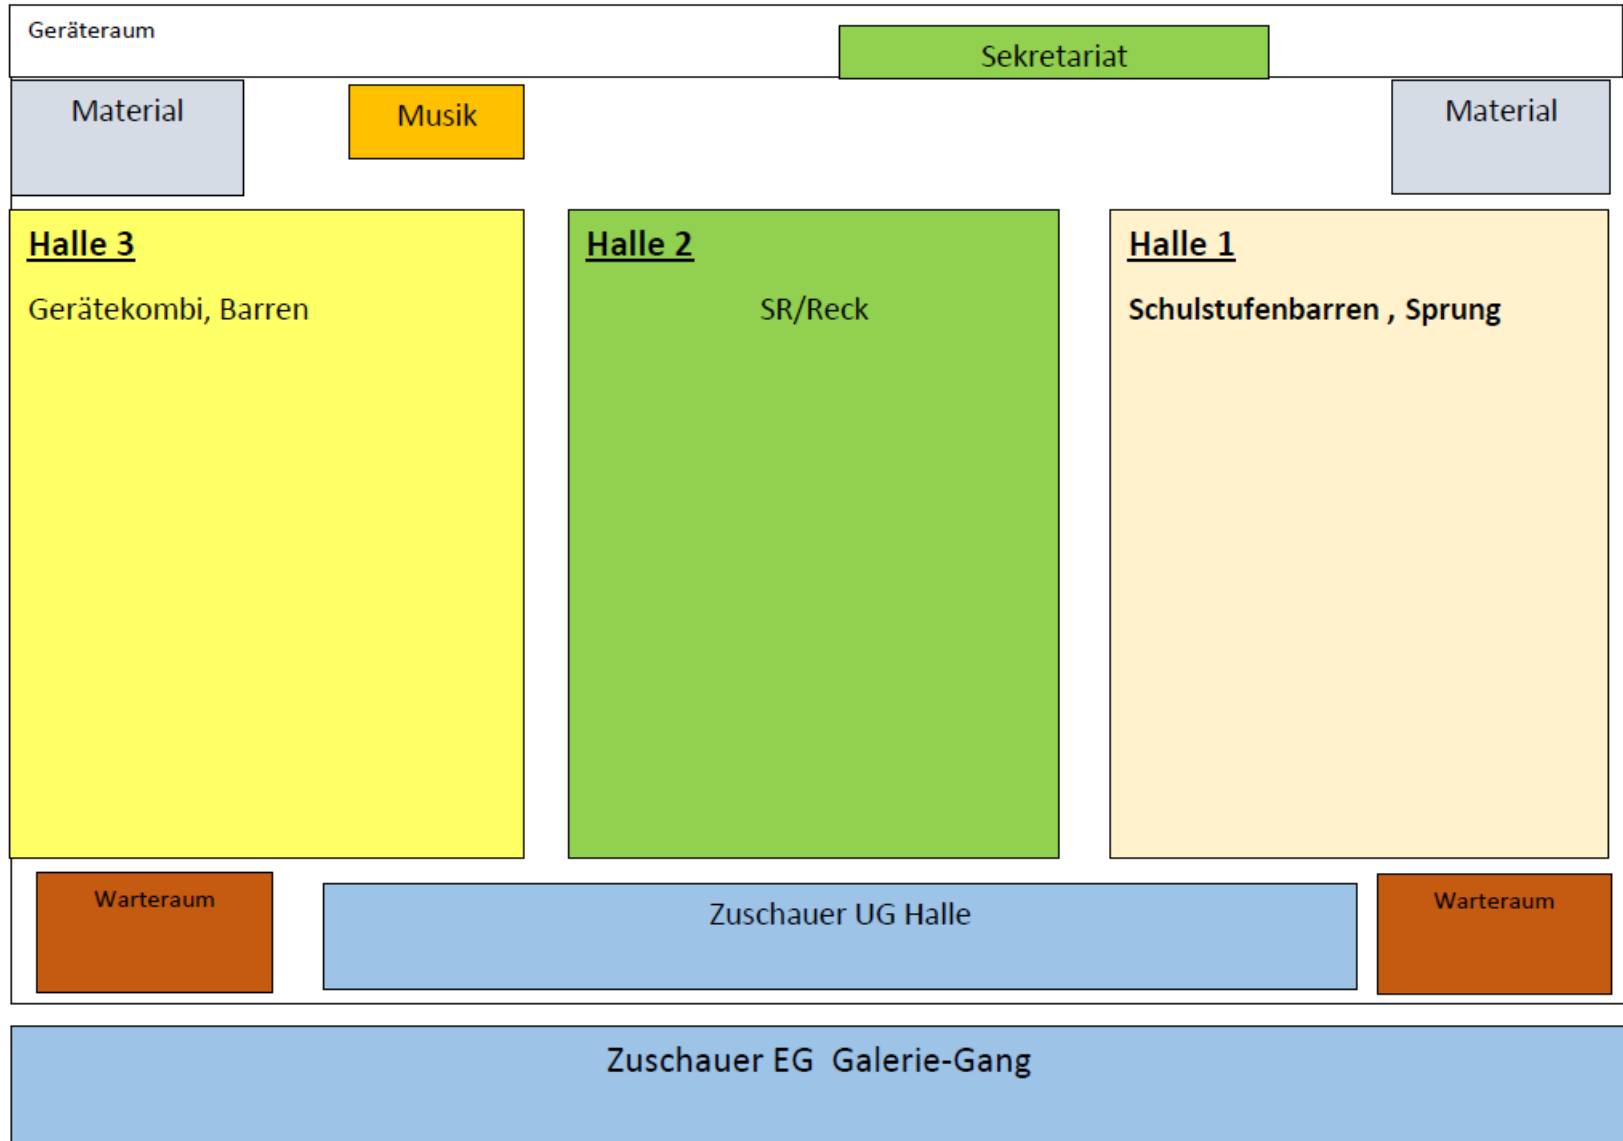 Geräteraum
Sekretariat
Material
Musik
Material
Halle 3
Gerätekombi, Barren
Halle 2
SR/Reck
Halle 1
Schulstufenbarren , Sprung
Warteraum
Zuschauer UG Halle
Warteraum
Zuschauer EG  Galerie-Gang